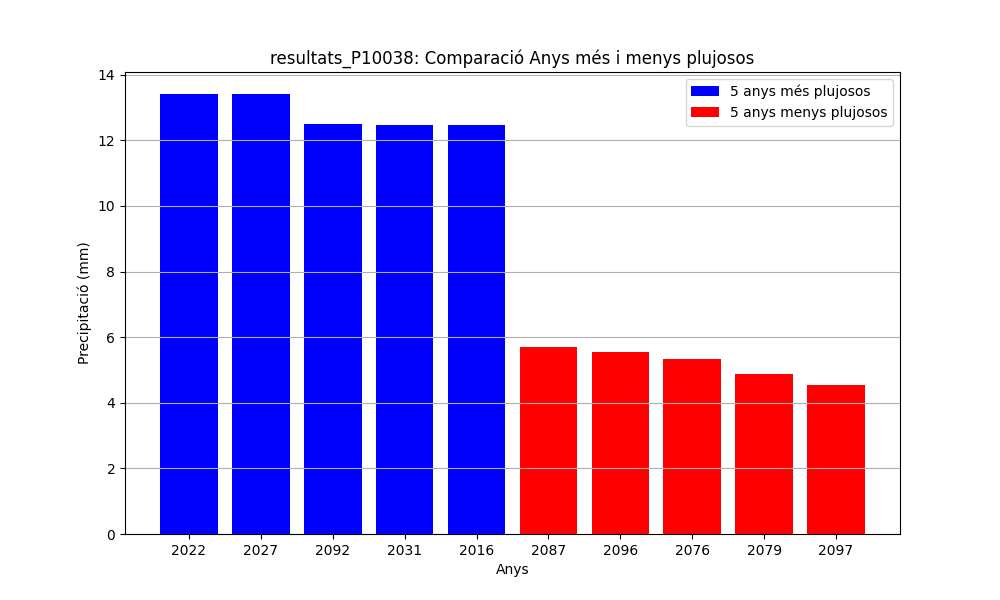 resultats_P10038: Comparació Anys més i menys plujosos
5 anys més plujosos
5 anys menys plujosos
Precipitació (mm)
14
12
10
8
6
4
2
0
2022 2027 2092 2031 2016 2087 2096 2076 2079 2097
Anys